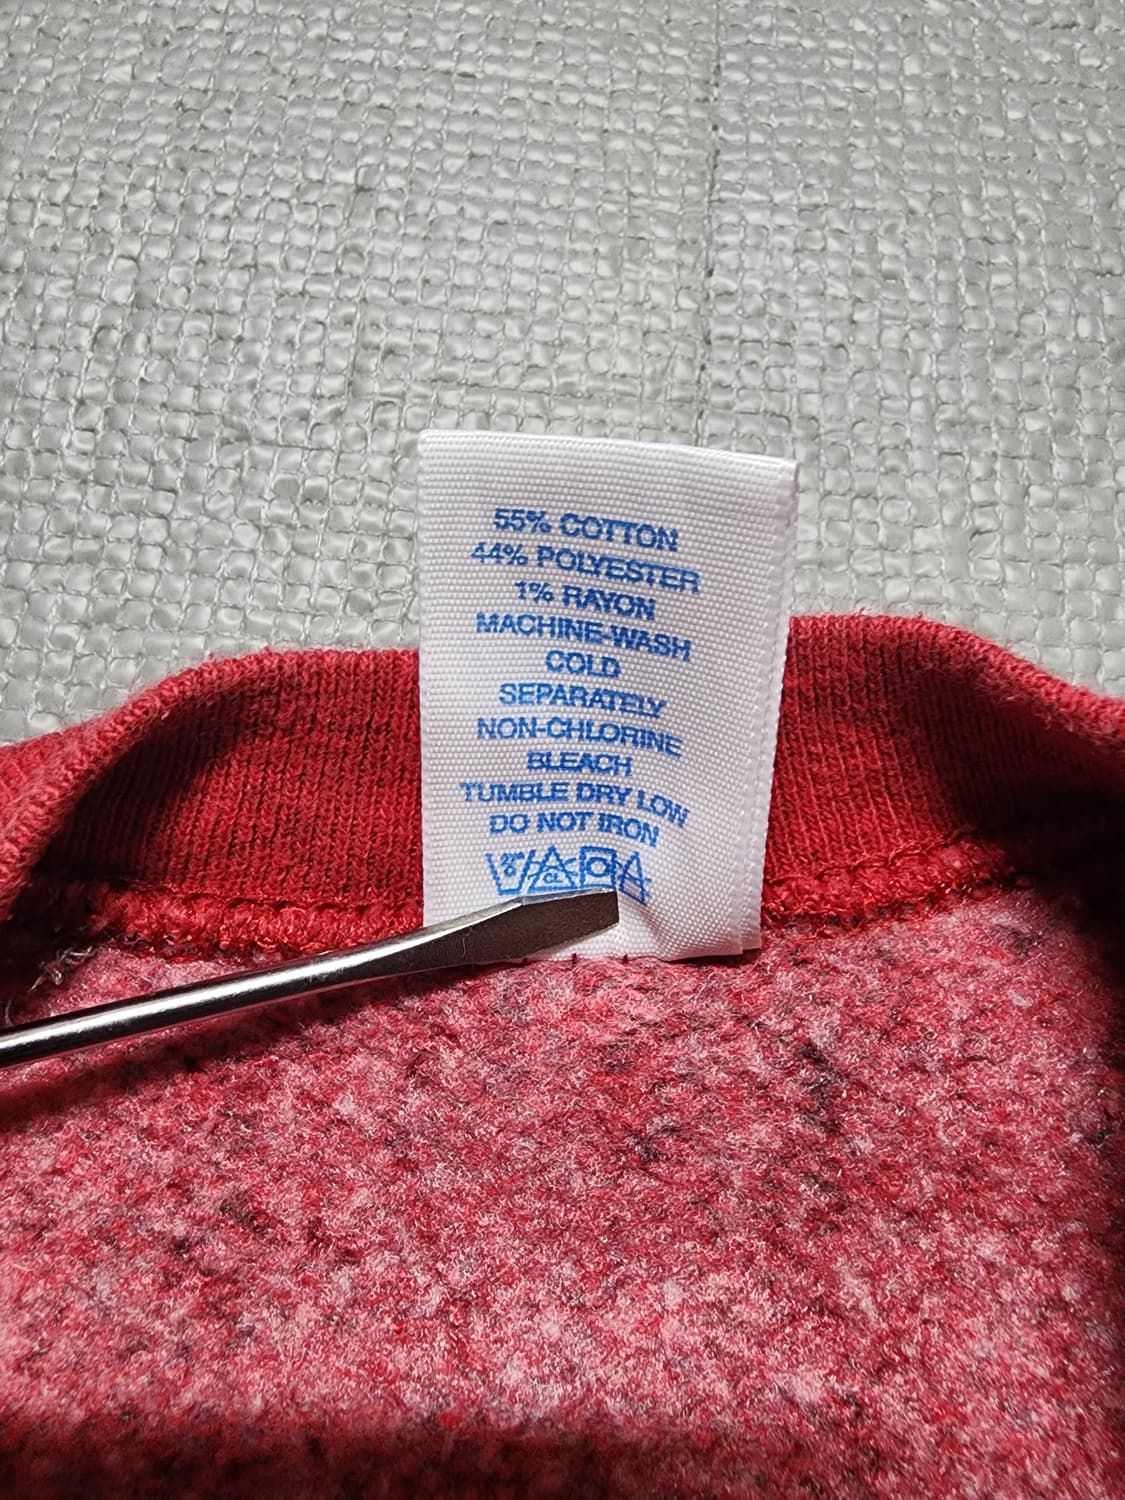 55% COTTON
44% POLYESTER
1% RAYON
MACHINE-WASH
COLD
SEPARATELY
NON-CHLORINE
BLEACH
TUMBLE DRY LOW
DO NOT IRON
CL